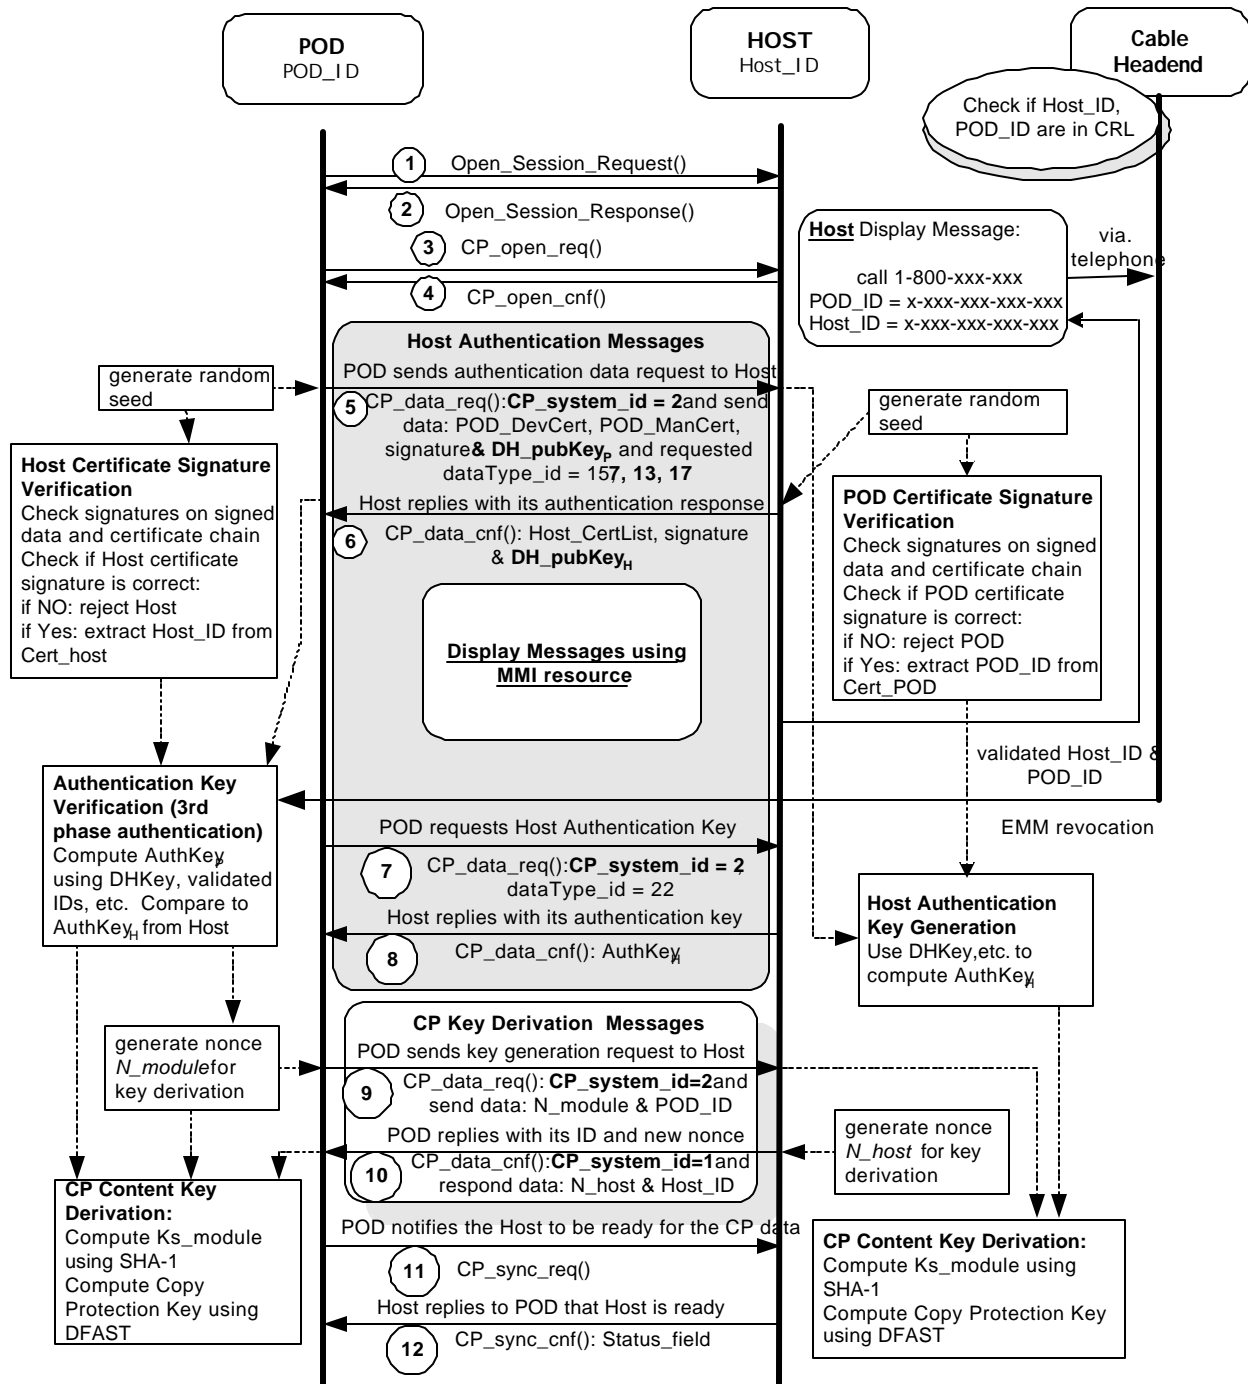 POD
POD_ID
HOST
Host_ID
Cable
Headend
Check if Host_ID,
POD_ID are in CRL
1 Open_Session_Request()
2 Open_Session_Response()
3 CP_open_req()
4 CP_open_cnf()
Host Display Message:
call 1-800-xxx-xxx
POD_ID = x-xxx-xxx-xxx-xxx
Host_ID = x-xxx-xxx-xxx-xxx
via.
telephone
Host Authentication Messages
POD sends authentication data request to Host
generate random
seed
5 CP_data_req():CP_system_id = 2and send
data: POD_DevCert, POD_ManCert,
signature& DH_pubKeyP and requested
dataType_id = 157, 13, 17
generate random
seed
Host Certificate Signature
Verification
Check signatures on signed
data and certificate chain
Check if Host certificate
signature is correct:
if NO: reject Host
if Yes: extract Host_ID from
Cert_host
Host replies with its authentication response
6 CP_data_cnf(): Host_CertList, signature
& DH_pubKeyH
POD Certificate Signature
Verification
Check signatures on signed
data and certificate chain
Check if POD certificate
signature is correct:
if NO: reject POD
if Yes: extract POD_ID from
Cert_POD
Display Messages using
MMI resource
validated Host_ID &
POD_ID
EMM revocation
Authentication Key
Verification (3rd
phase authentication)
Compute AuthKeyP
using DHKey, validated
IDs, etc. Compare to
AuthKeyH from Host
POD requests Host Authentication Key
7 CP_data_req():CP_system_id = 2,
dataType_id = 22
Host replies with its authentication key
8 CP_data_cnf(): AuthKeyH
Host Authentication
Key Generation
Use DHKey,etc. to
compute AuthKeyH
CP Key Derivation Messages
POD sends key generation request to Host
generate nonce
N_modulefor
key derivation
9 CP_data_req(): CP_system_id=2and
send data: N_module & POD_ID
POD replies with its ID and new nonce
10 CP_data_cnf():CP_system_id=1and
respond data: N_host & Host_ID
generate nonce
N_host for key
derivation
CP Content Key
Derivation:
Compute Ks_module
using SHA-1
Compute Copy
Protection Key using
DFAST
POD notifies the Host to be ready for the CP data
11 CP_sync_req()
Host replies to POD that Host is ready
12 CP_sync_cnf(): Status_field
CP Content Key Derivation:
Compute Ks_module using
SHA-1
Compute Copy Protection Key
using DFAST